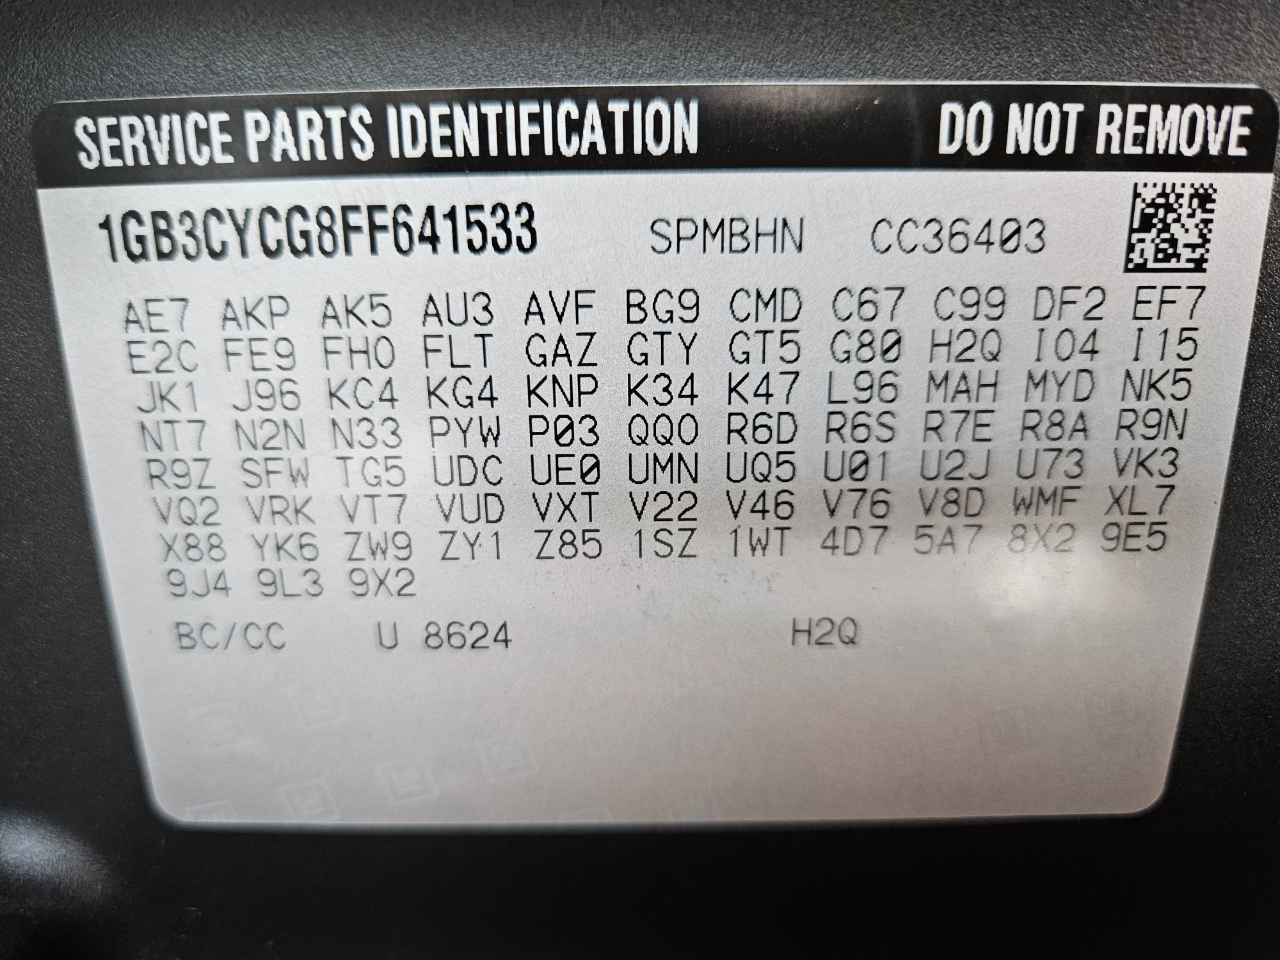 SERVICE PARTS IDENTIFICATION DO NOT REMOVE
1GB3CYCG8FF641533 SPMBHN CC36403
AE7 AKP AK5 AU3 AVF BG9 CMD C67 C99 DF2 EF7
E2C FE9 FHO FLT GAZ GTY GT5 G80 H2Q I04 I15
JK1 J96 KC4 KG4 KNP K34 K47 L96 MAH MYD NK5
NT7 N2N N33 PYW P03 QQO R6D R6S R7E R8A R9N
R9Z SFW TG5 UDC UE0 UMN UQ5 U01 U2J U73 VK3
VQ2 VRK VT7 VUD VXT V22 V46 V76 V8D WMF XL7
X88 YK6 ZW9 ZY1 Z85 1SZ 1WT 4D7 5A7 8X2 9E5
9J4 9L3 9X2
BC/CC U 8624 H2Q